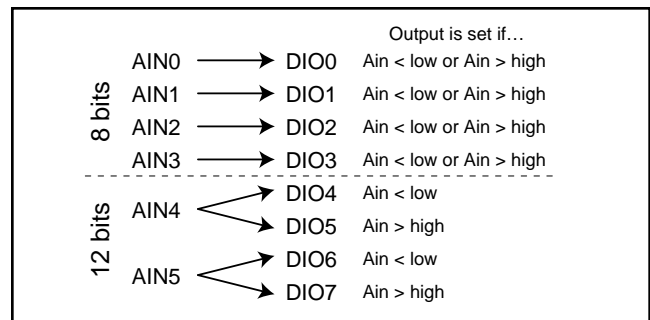 Output is set if…
8 bits
AIN0 DIO0 Ain < low or Ain > high
AIN1 DIO1 Ain < low or Ain > high
AIN2 DIO2 Ain < low or Ain > high
AIN3 DIO3 Ain < low or Ain > high
12 bits
AIN4 DIO4 Ain < low
DIO5 Ain > high
AIN5 DIO6 Ain < low
DIO7 Ain > high